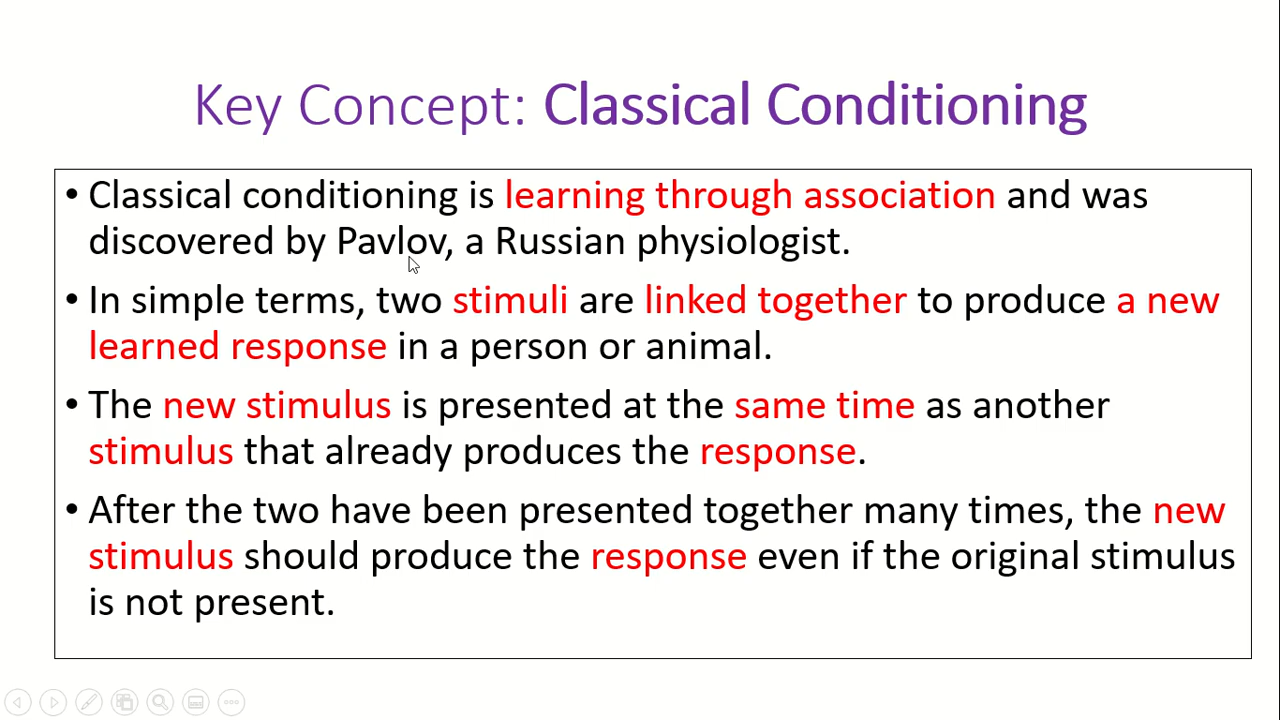 Key Concept: Classical Conditioning
• Classical conditioning is learning through association and was
discovered by Pavlov, a Russian physiologist.
• In simple terms, two stimuli are linked together to produce a new
learned response in a person or animal.
• The new stimulus is presented at the same time as another
stimulus that already produces the response.
• After the two have been presented together many times, the new
stimulus should produce the response even if the original stimulus
is not present.